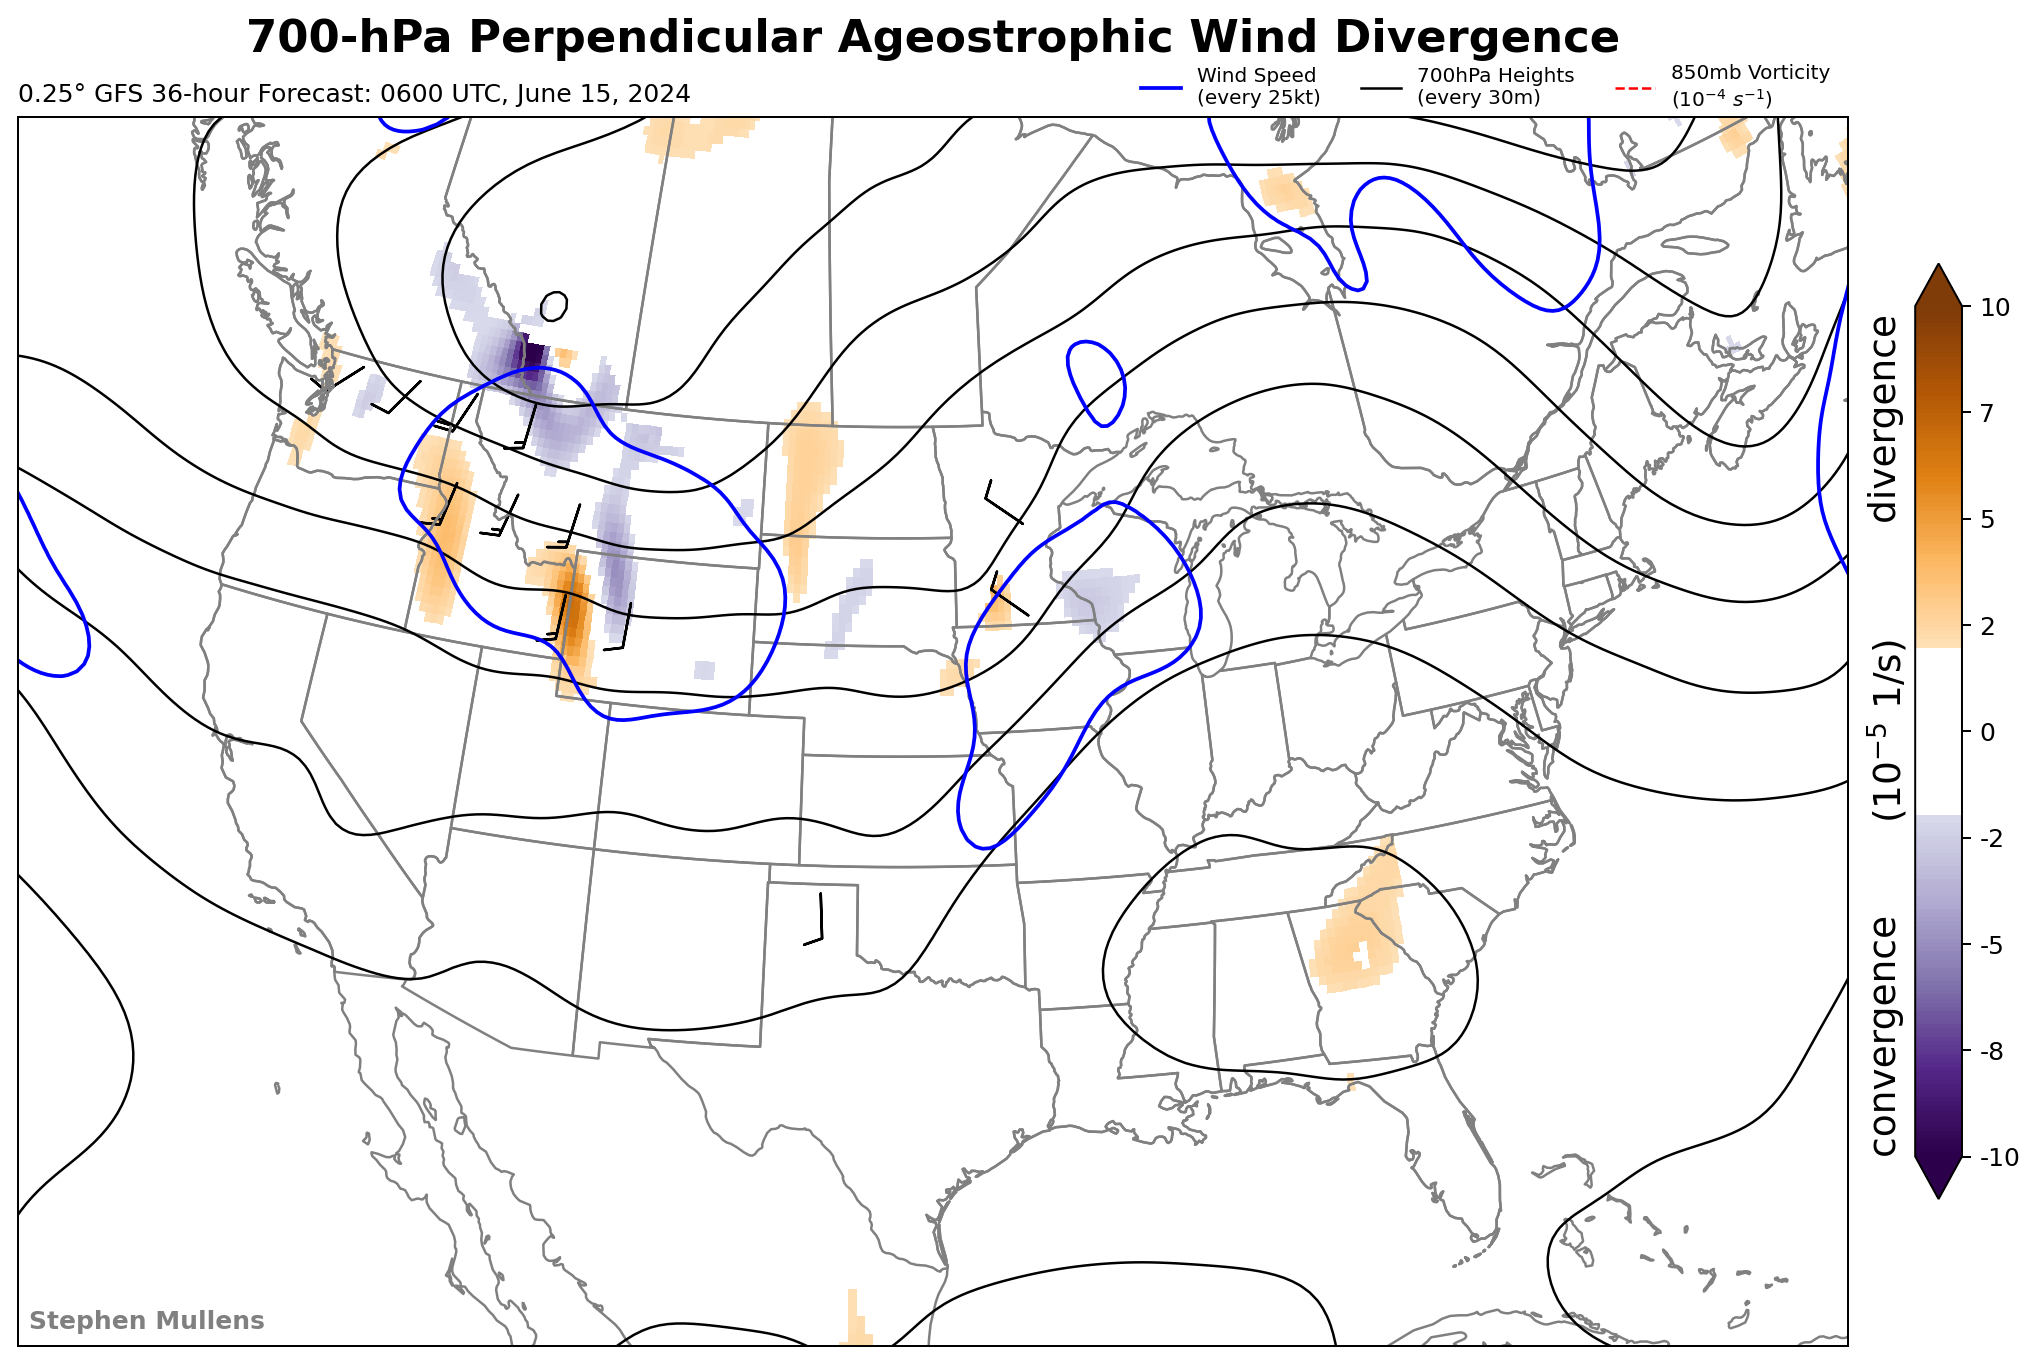 700-hPa Perpendicular Ageostrophic Wind Divergence
0.25° GFS 36-hour Forecast: 0600 UTC, June 15, 2024
Wind Speed
(every 25kt)
700hPa Heights
(every 30m)
850mb Vorticity
(10⁻⁴ s⁻¹)
convergence (10⁻⁵ 1/s) divergence
10
7
5
2
0
-2
-5
-8
-10
Stephen Mullens